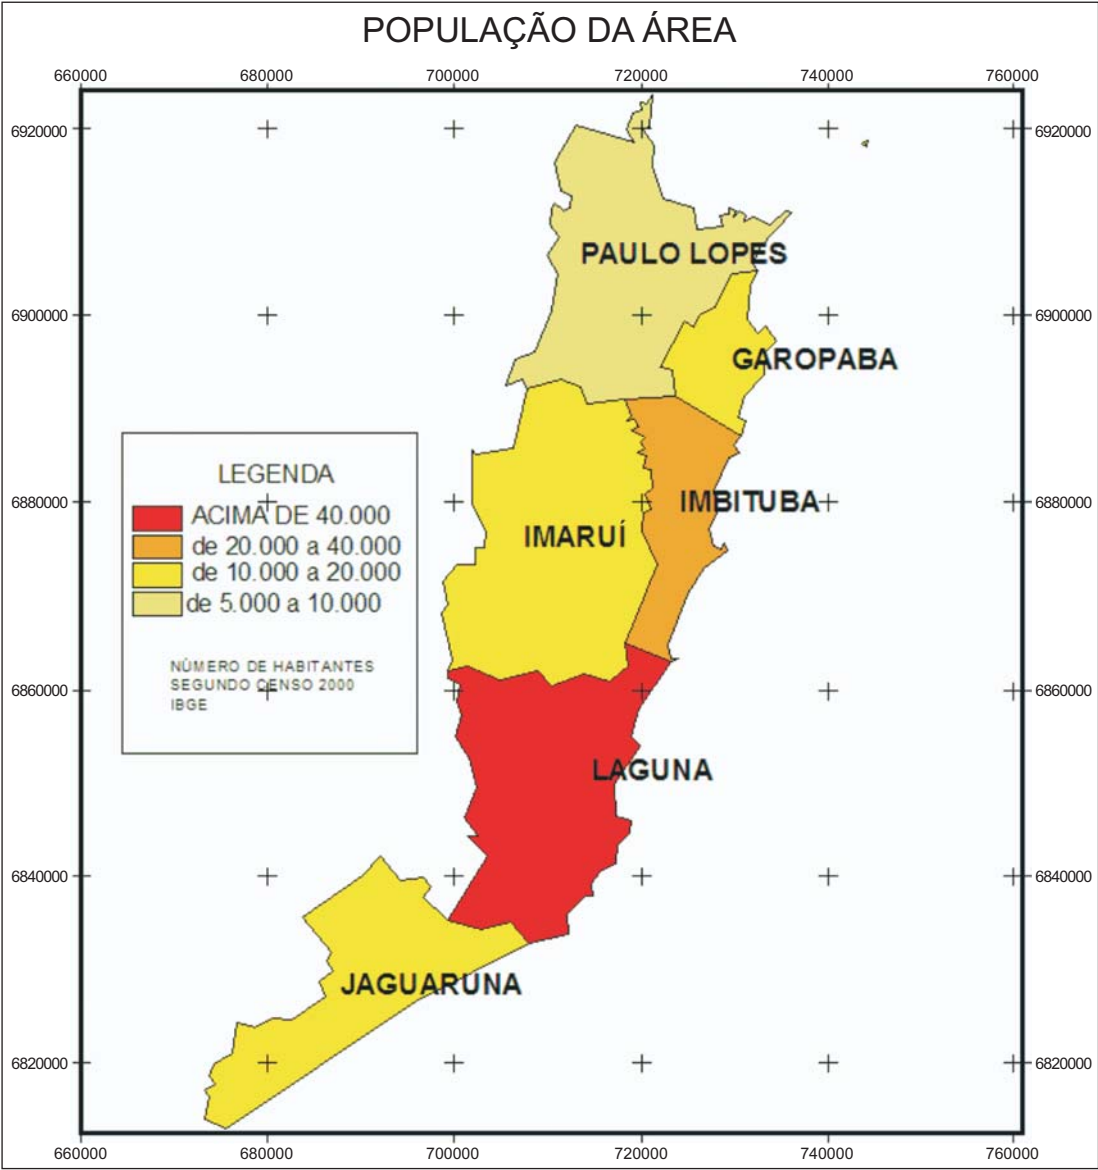 POPULAÇÃO DA ÁREA
660000 680000 700000 720000 740000 760000
6920000 6920000
PAULO LOPES
6900000 6900000
GAROPABA
LEGENDA
6880000 6880000
ACIMA DE 40.000
IMBITUBA
de 20.000 a 40.000
IMARUÍ
de 10.000 a 20.000
de 5.000 a 10.000
NÚMERO DE HABITANTES
SEGUNDO CENSO 2000
IBGE
6860000 6860000
LAGUNA
6840000 6840000
JAGUARUNA
6820000 6820000
660000 680000 700000 720000 740000 760000